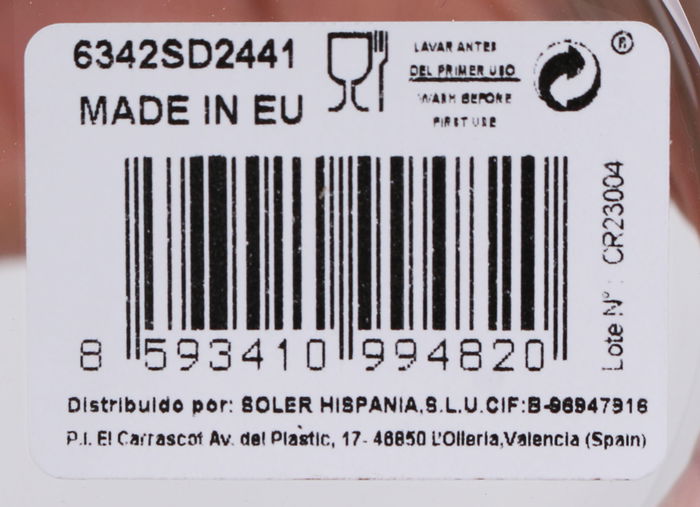 6342SD2441
MADE IN EU
LAVAR ANTES
DEL PRIMER USO
WASH BEFORE
FIRST USE
®
Lote Nº: CR23004
8 593410 994820
Distribuido por: SOLER HISPANIA,S.L.U.CIF:B-96947916
P.I. El Carrascot Av. del Plastic, 17- 46850 L'Olleria,Valencia (Spain)